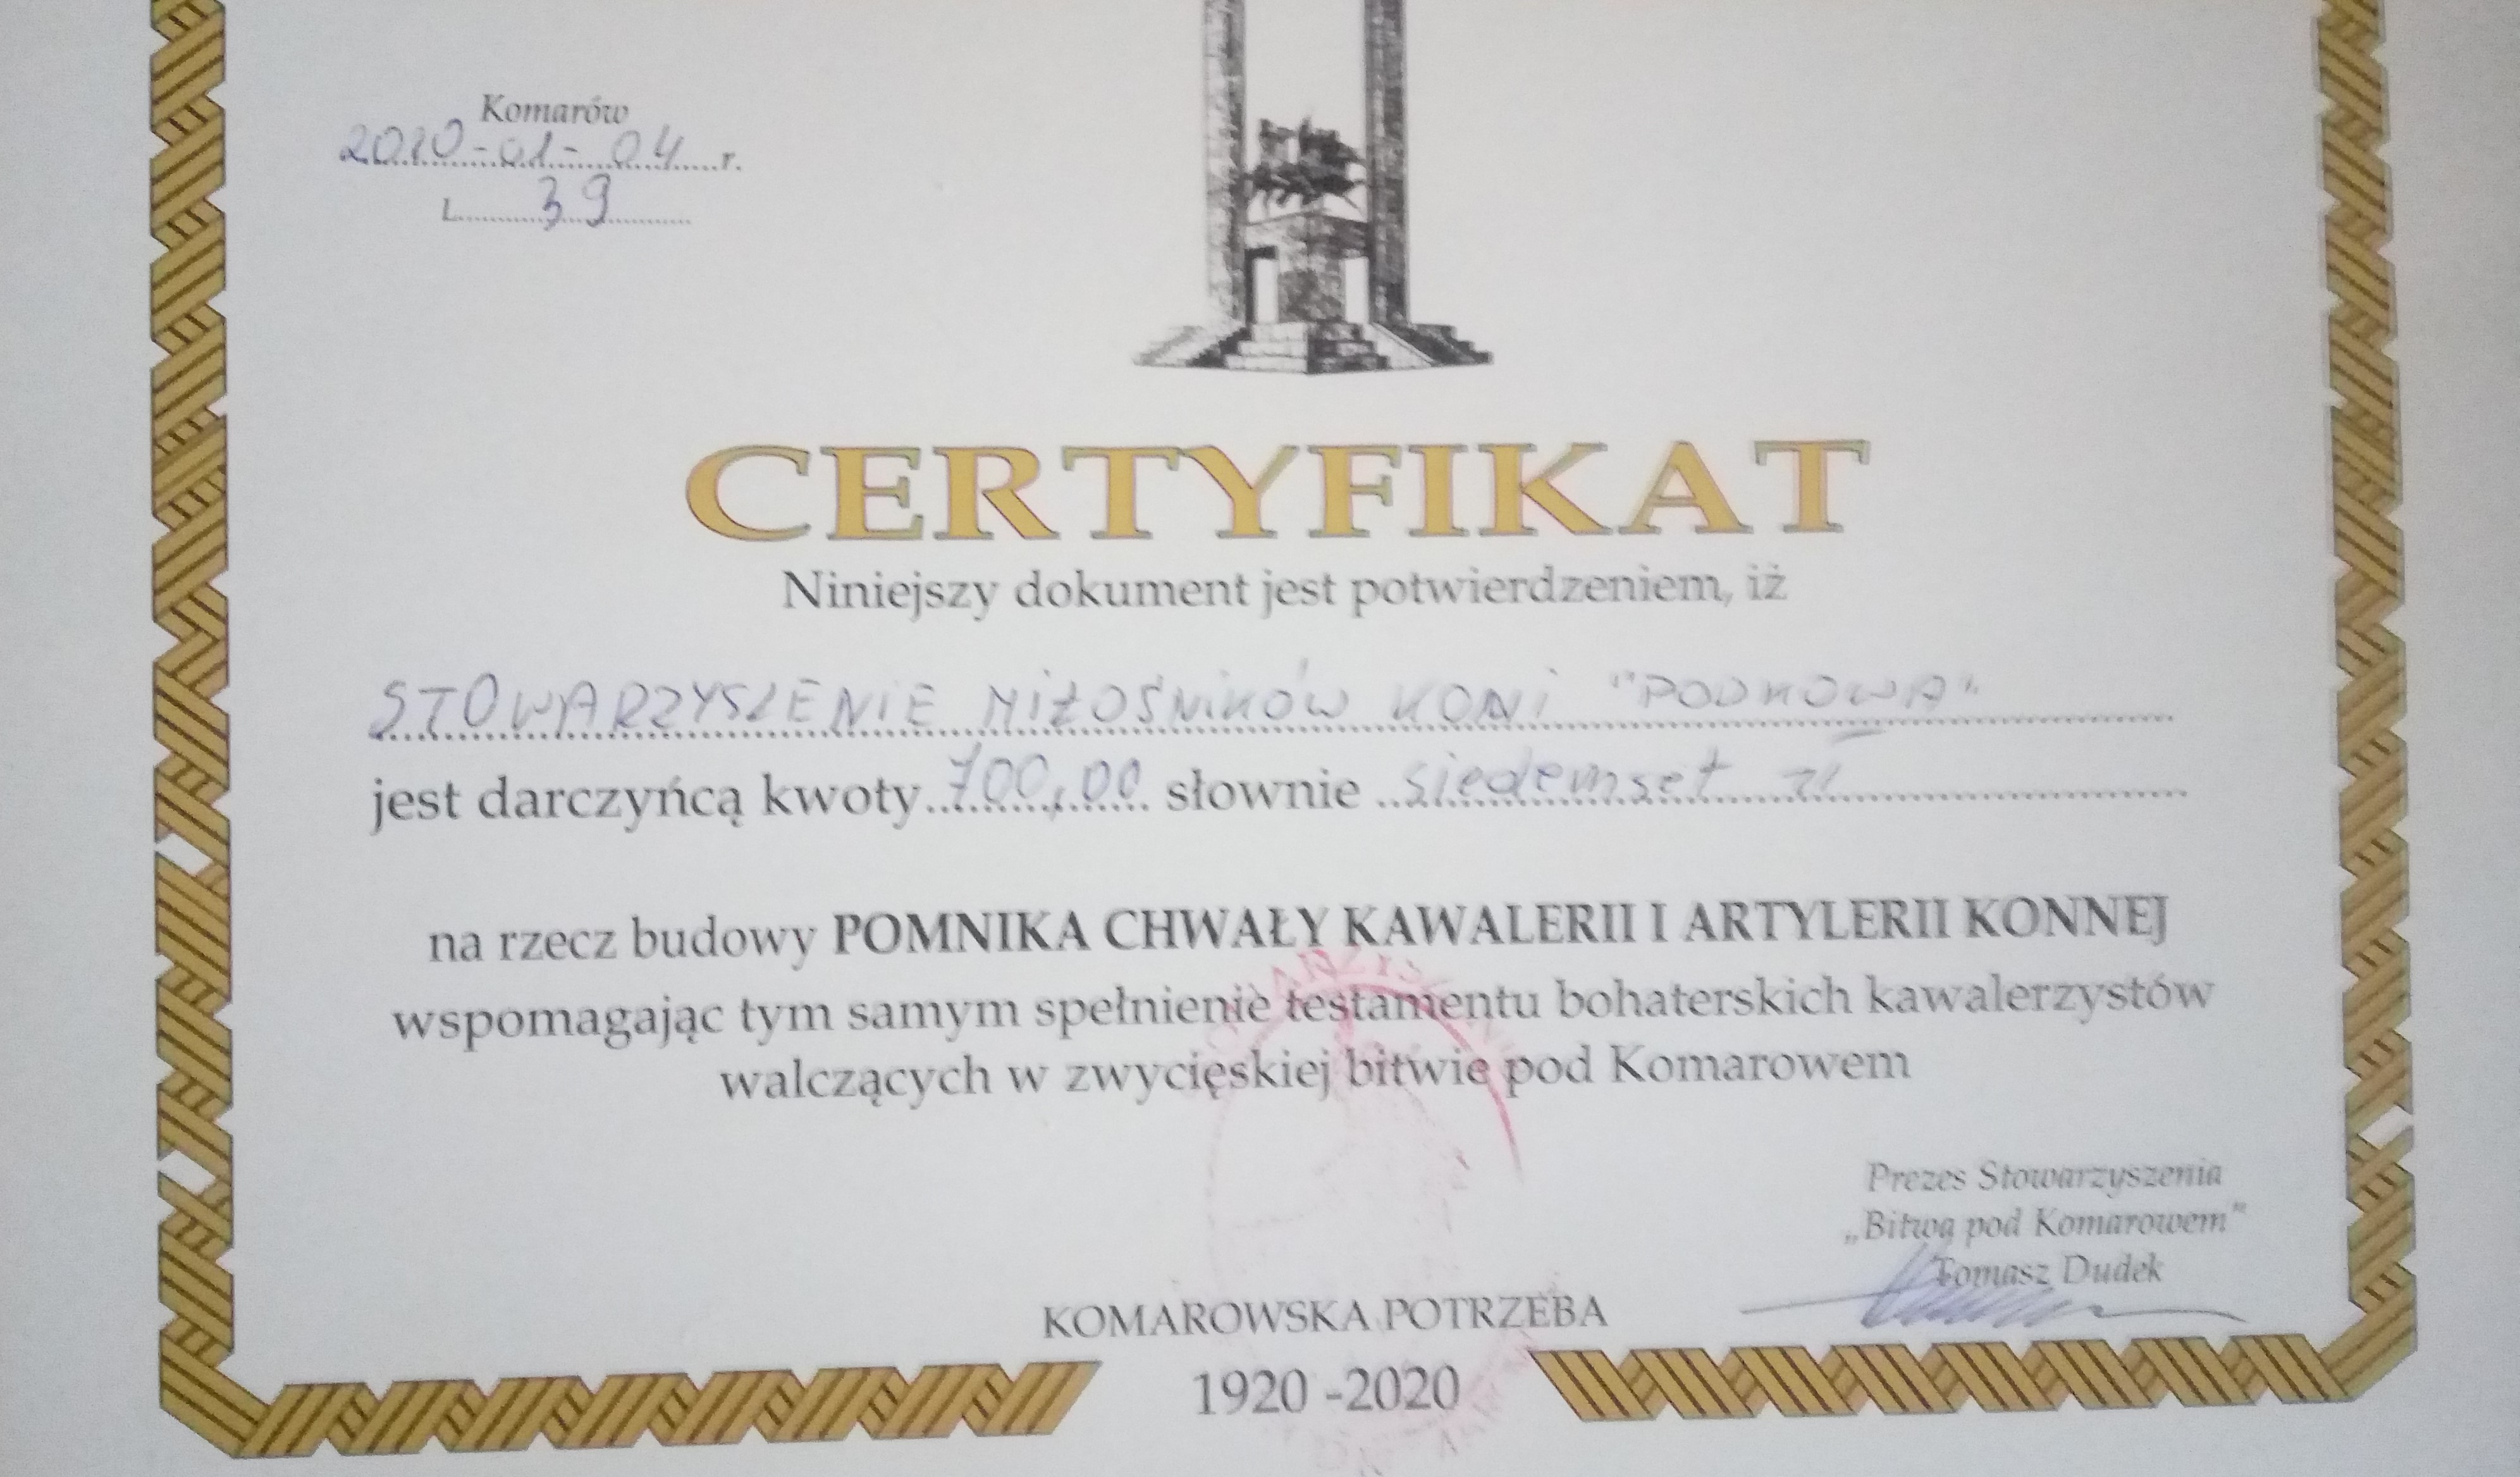 Komarów
2020-01-04 r.
L. 39
CERTYFIKAT
Niniejszy dokument jest potwierdzeniem, iż
STOWARZYSZENIE MIŁOŚNIKÓW KONI "PODKOWA"
jest darczyńcą kwoty 700,00 słownie siedemset zł
na rzecz budowy POMNIKA CHWAŁY KAWALERII I ARTYLERII KONNEJ
wspomagając tym samym spełnienie testamentu bohaterskich kawalerzystów
walczących w zwycięskiej bitwie pod Komarowem
Prezes Stowarzyszenia
„Bitwa pod Komarowem”
Tomasz Dudek
KOMAROWSKA POTRZEBA
1920 -2020